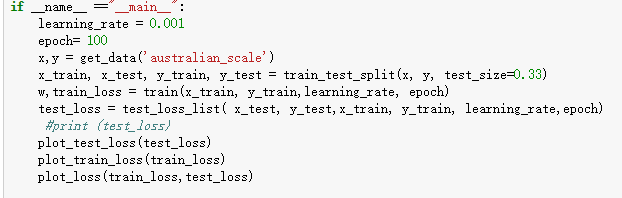 if __name__ =="__main__":
    learning_rate = 0.001
    epoch= 100
    x,y = get_data('australian_scale')
    x_train, x_test, y_train, y_test = train_test_split(x, y, test_size=0.33)
    w,train_loss = train(x_train, y_train,learning_rate, epoch)
    test_loss = test_loss_list( x_test, y_test,x_train, y_train, learning_rate,epoch)
     #print (test_loss)
    plot_test_loss(test_loss)
    plot_train_loss(train_loss)
    plot_loss(train_loss,test_loss)